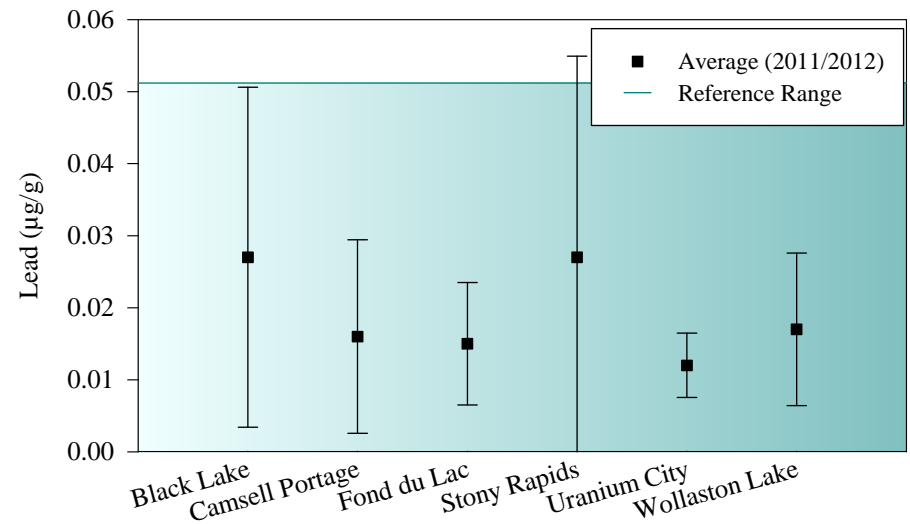 0.06
0.05
0.04
0.03
0.02
0.01
0.00
Lead (µg/g)
Average (2011/2012)
Reference Range
Black Lake
Camsell Portage
Fond du Lac
Stony Rapids
Uranium City
Wollaston Lake